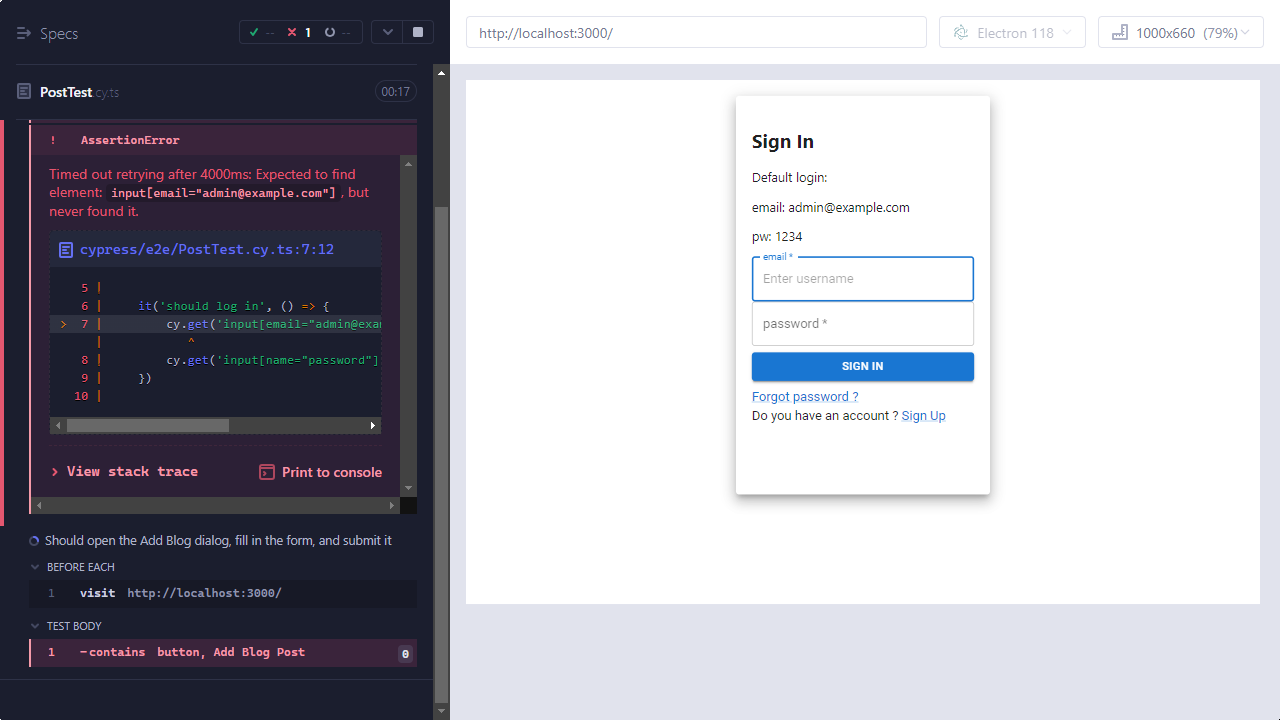 Specs
-- 1 --
PostTest.cy.ts
00:17
! AssertionError
Timed out retrying after 4000ms: Expected to find
element: input[email="admin@example.com"], but
never found it.
cypress/e2e/PostTest.cy.ts:7:12
5 |
6 | it('should log in', () => {
> 7 | cy.get('input[email="admin@exam
| ^
8 | cy.get('input[name="password"]
9 | })
10 |
> View stack trace
Print to console
Should open the Add Blog dialog, fill in the form, and submit it
BEFORE EACH
1 visit http://localhost:3000/
TEST BODY
1 -contains button, Add Blog Post 0
http://localhost:3000/
Electron 118
1000x660 (79%)
Sign In
Default login:
email: admin@example.com
pw: 1234
email *
Enter username
password *
SIGN IN
Forgot password ?
Do you have an account ? Sign Up